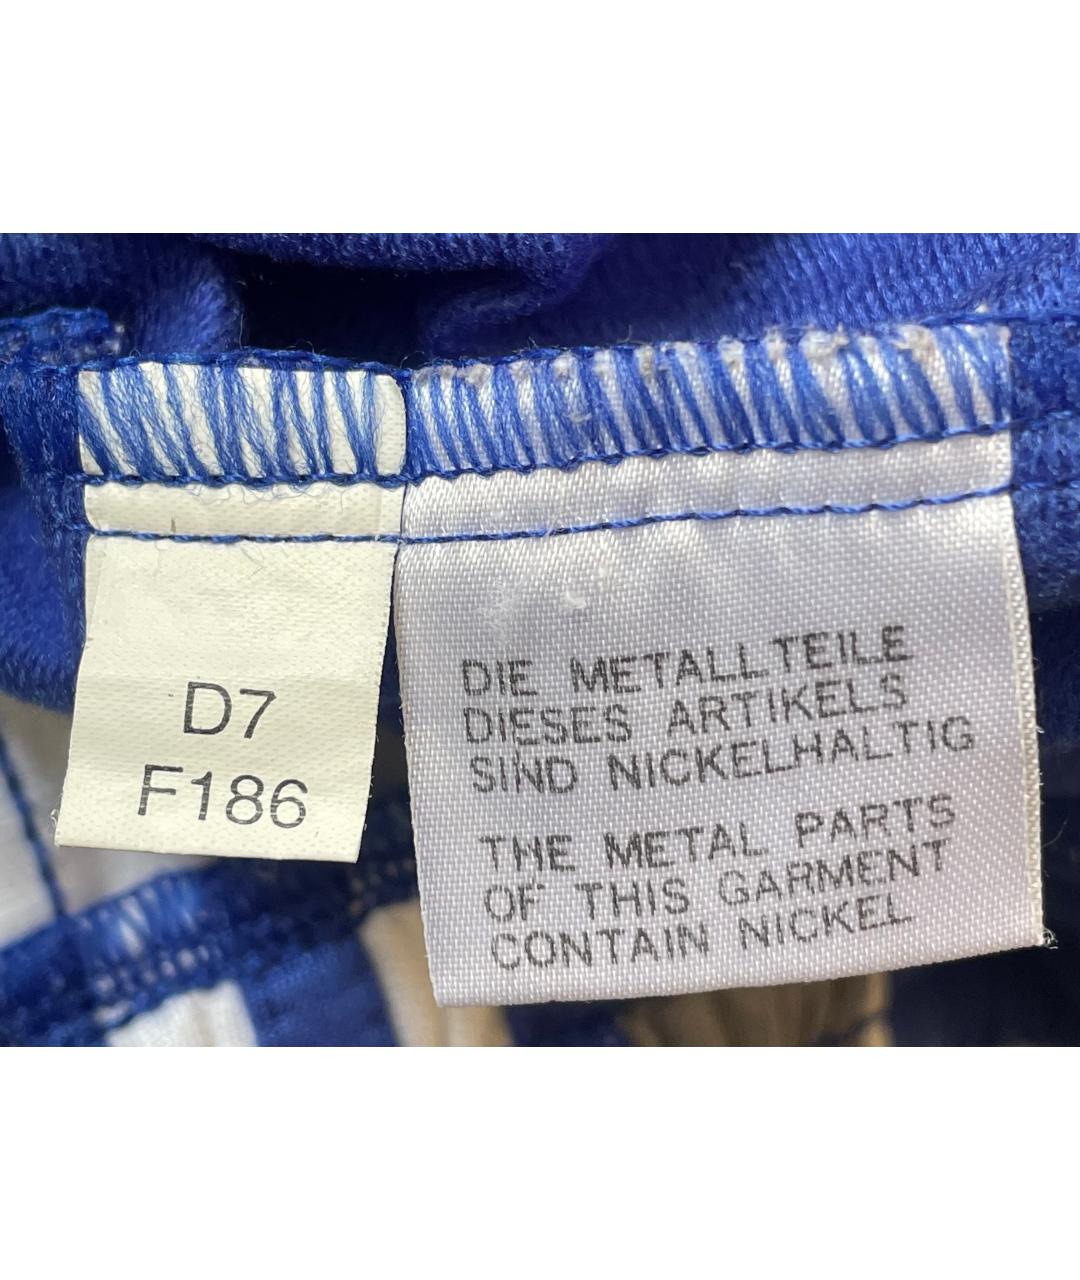 D7
F186
DIE METALLTEILE
DIESES ARTIKELS
SIND NICKELHALTIG
THE METAL PARTS
OF THIS GARMENT
CONTAIN NICKEL